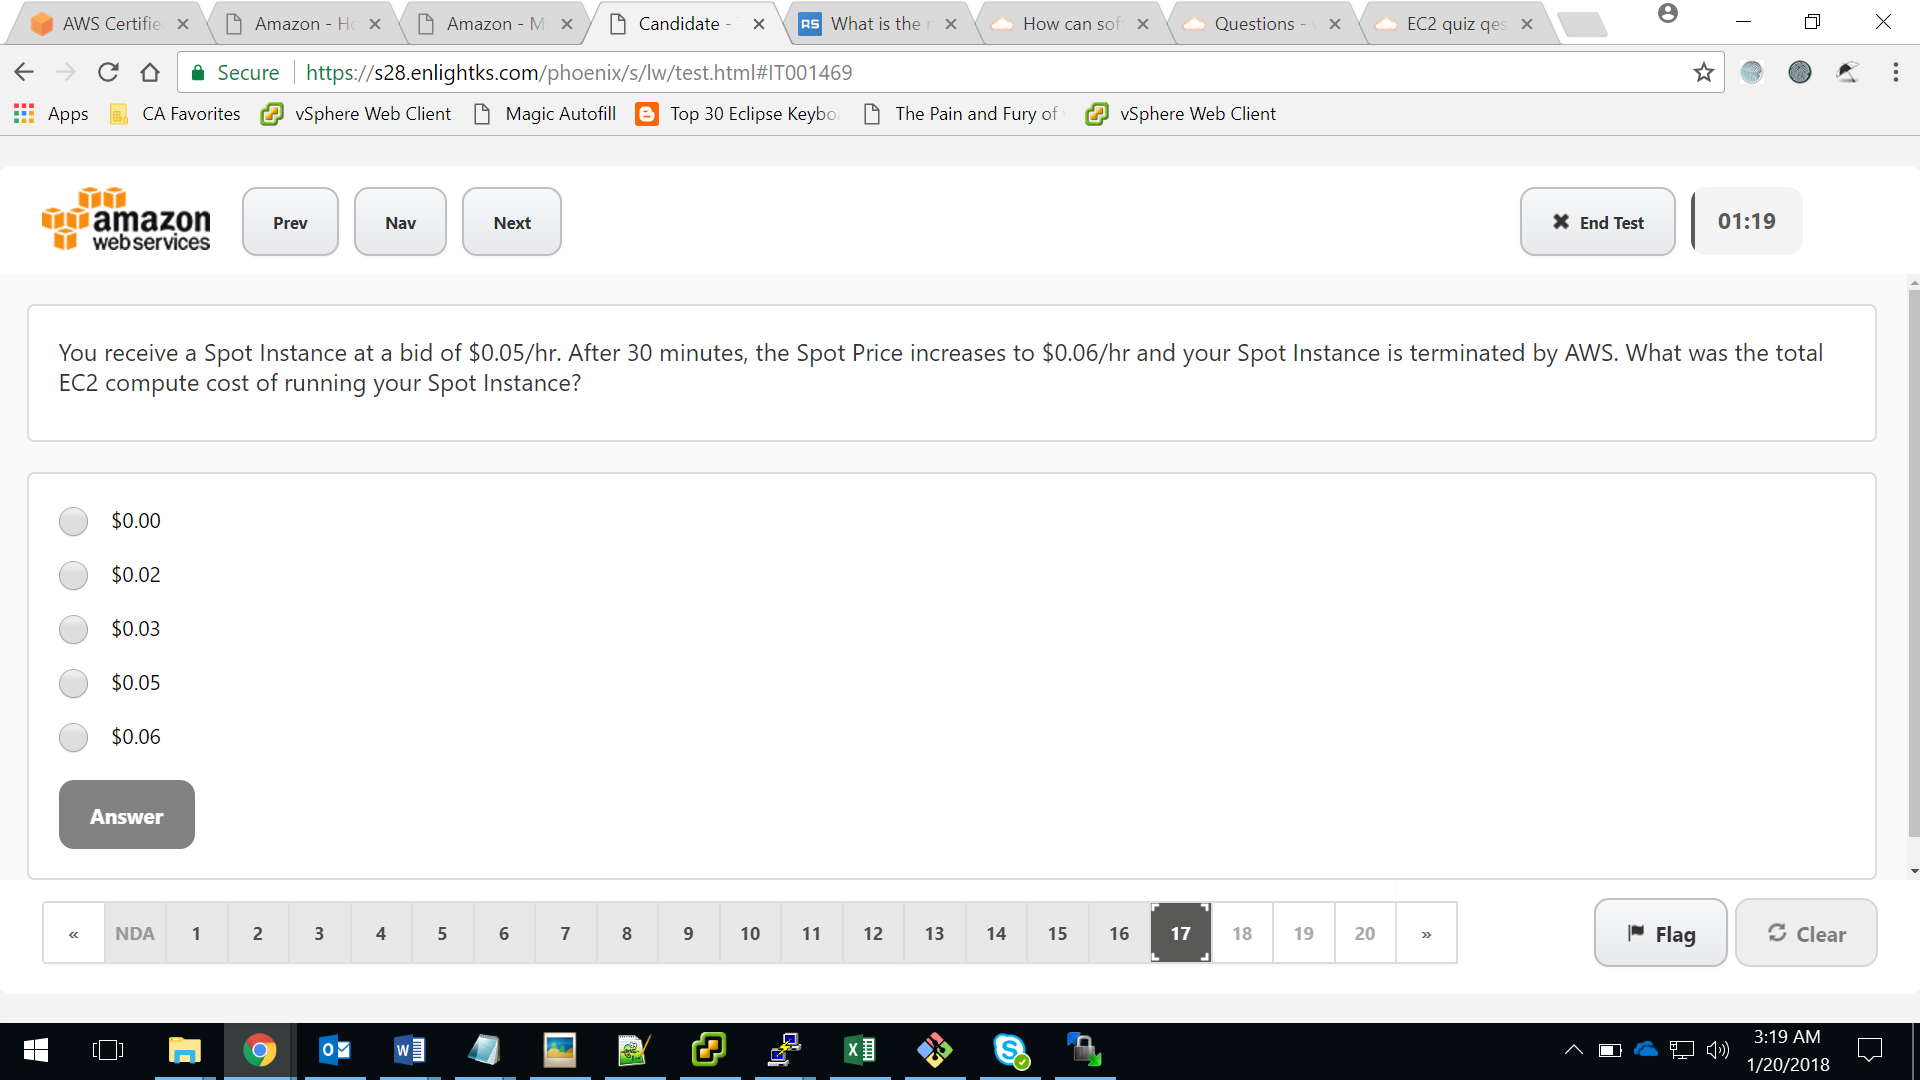 AWS Certifie
Amazon - Ho
Amazon - M
Candidate -
What is the
How can sof
Questions -
EC2 quiz qes
Secure
https://s28.enlightks.com/phoenix/s/lw/test.html#IT001469
Apps
CA Favorites
vSphere Web Client
Magic Autofill
Top 30 Eclipse Keybo
The Pain and Fury of
vSphere Web Client
amazon
webservices
Prev
Nav
Next
End Test
01:19
You receive a Spot Instance at a bid of $0.05/hr. After 30 minutes, the Spot Price increases to $0.06/hr and your Spot Instance is terminated by AWS. What was the total
EC2 compute cost of running your Spot Instance?
$0.00
$0.02
$0.03
$0.05
$0.06
Answer
« NDA 1 2 3 4 5 6 7 8 9 10 11 12 13 14 15 16 17 18 19 20 »
Flag
Clear
3:19 AM
1/20/2018